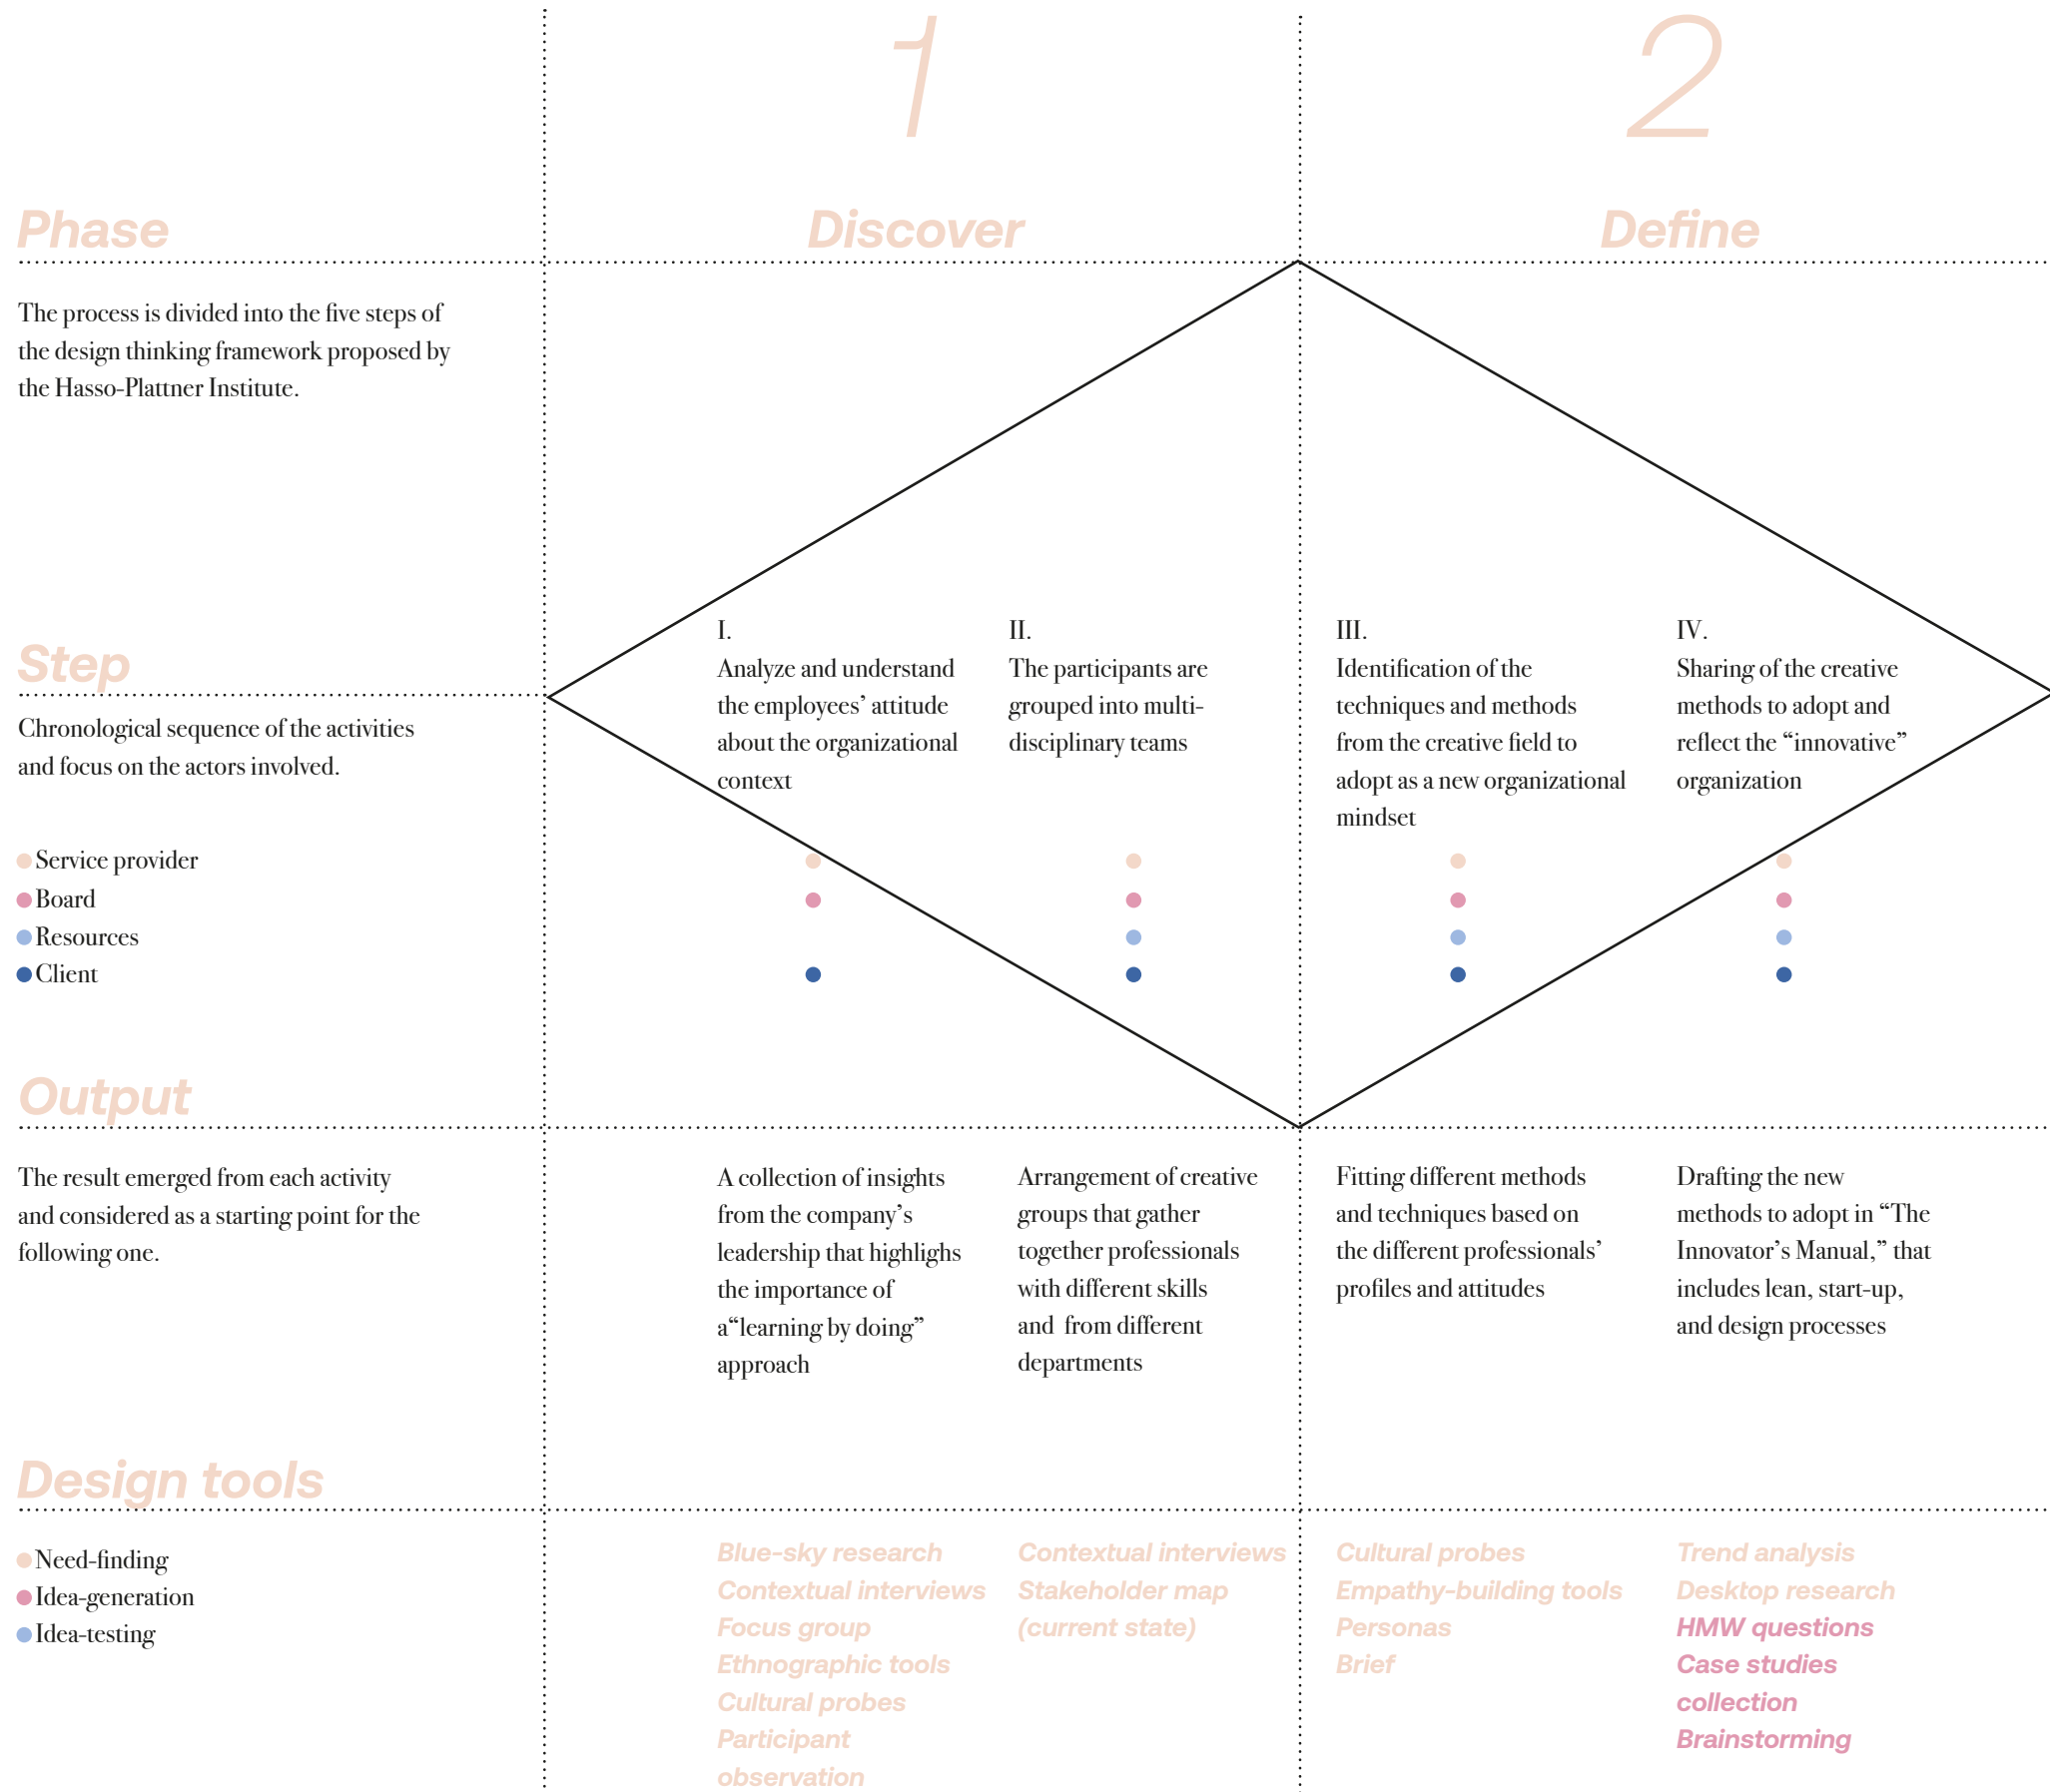 1
2
Phase
Discover
Define
The process is divided into the five steps of
the design thinking framework proposed by
the Hasso-Plattner Institute.
Step
Chronological sequence of the activities
and focus on the actors involved.
Service provider
Board
Resources
Client
I.
Analyze and understand
the employees’ attitude
about the organizational
context
II.
The participants are
grouped into multi-
disciplinary teams
III.
Identification of the
techniques and methods
from the creative field to
adopt as a new organizational
mindset
IV.
Sharing of the creative
methods to adopt and
reflect the “innovative”
organization
Output
The result emerged from each activity
and considered as a starting point for the
following one.
A collection of insights
from the company’s
leadership that highlighs
the importance of
a“learning by doing”
approach
Arrangement of creative
groups that gather
together professionals
with different skills
and  from different
departments
Fitting different methods
and techniques based on
the different professionals’
profiles and attitudes
Drafting the new
methods to adopt in “The
Innovator’s Manual,” that
includes lean, start-up,
and design processes
Design tools
Need-finding
Idea-generation
Idea-testing
Blue-sky research
Contextual interviews
Focus group
Ethnographic tools
Cultural probes
Participant
observation
Contextual interviews
Stakeholder map
(current state)
Cultural probes
Empathy-building tools
Personas
Brief
Trend analysis
Desktop research
HMW questions
Case studies
collection
Brainstorming